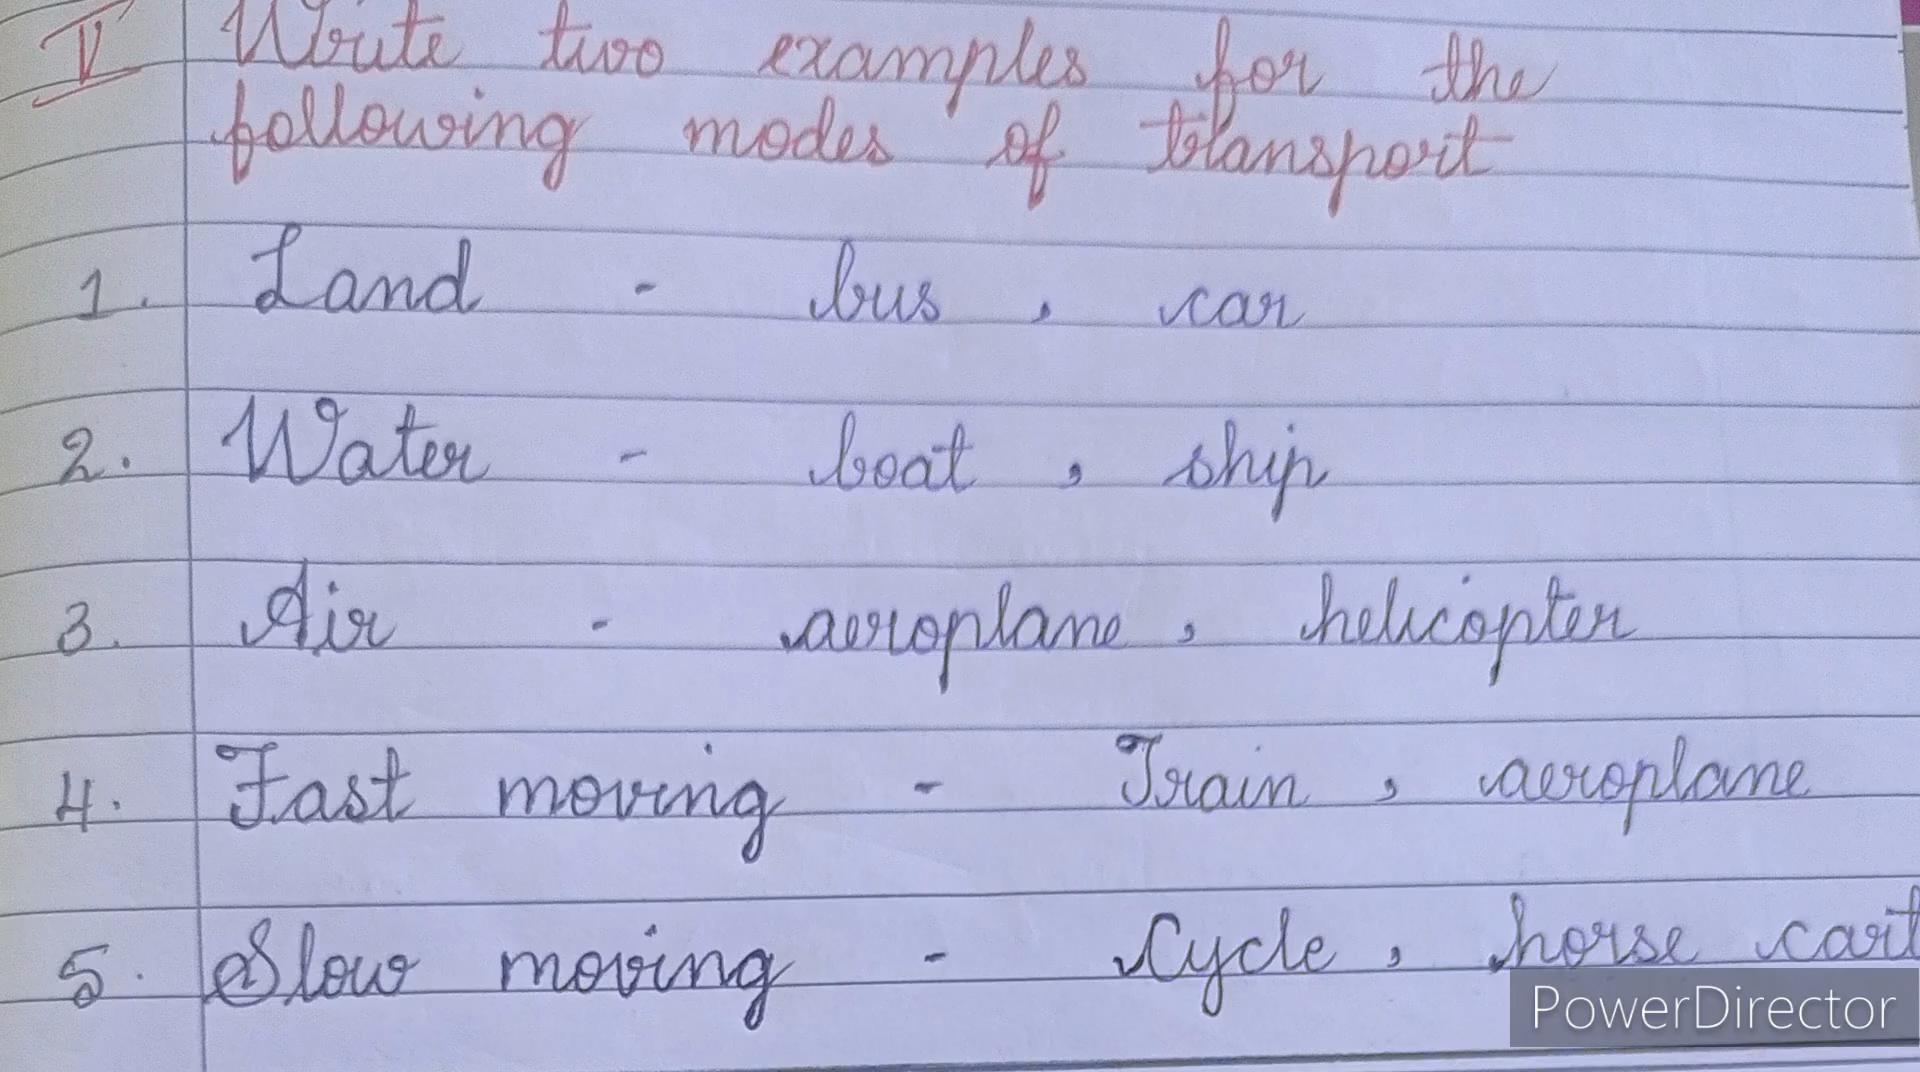 V Write two examples for the
following modes of transport
1. Land - bus , car
2. Water - boat , ship
3. Air - aeroplane , helicopter
4. Fast moving - Train , aeroplane
5. Slow moving - Cycle , horse cart
PowerDirector